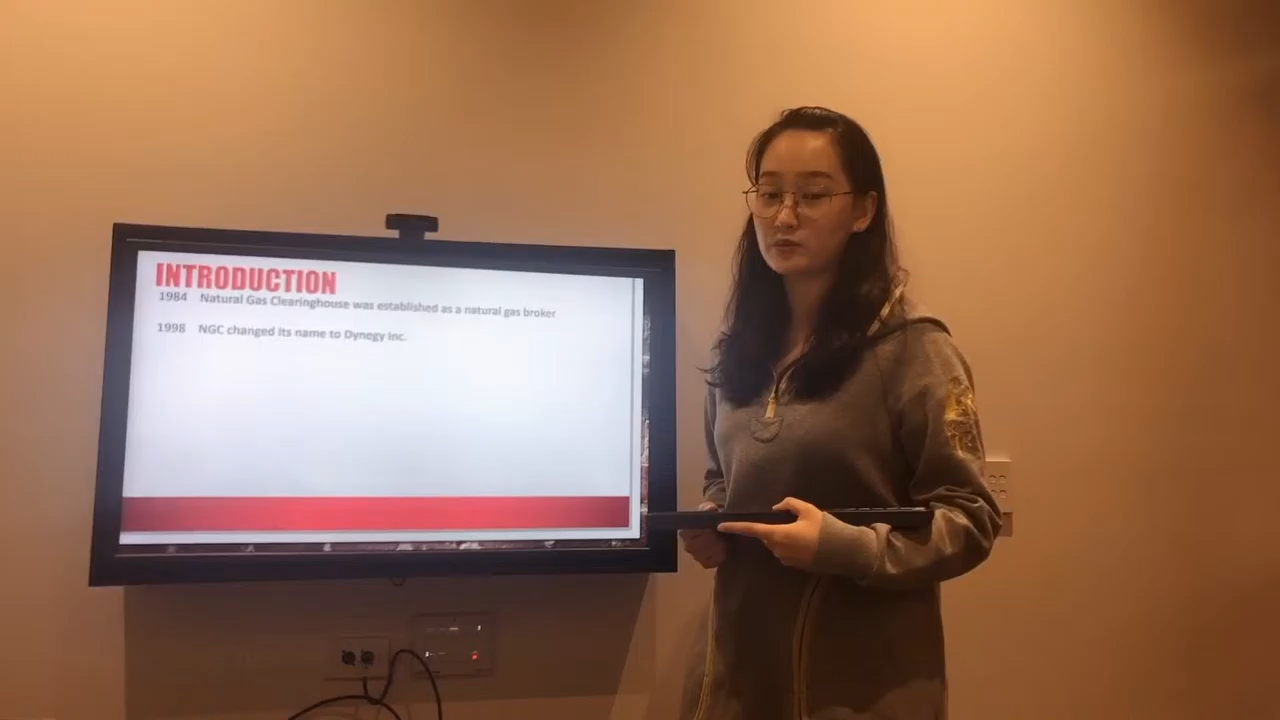 INTRODUCTION
1984 Natural Gas Clearinghouse was established as a natural gas broker
1998 NGC changed its name to Dynegy Inc.